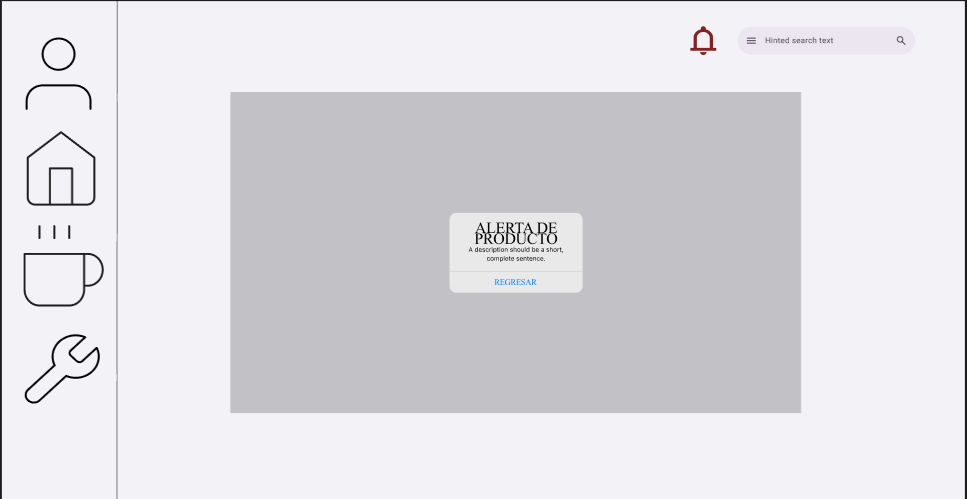 Hinted search text
ALERTA DE
PRODUCTO
A description should be a short,
complete sentence.
REGRESAR